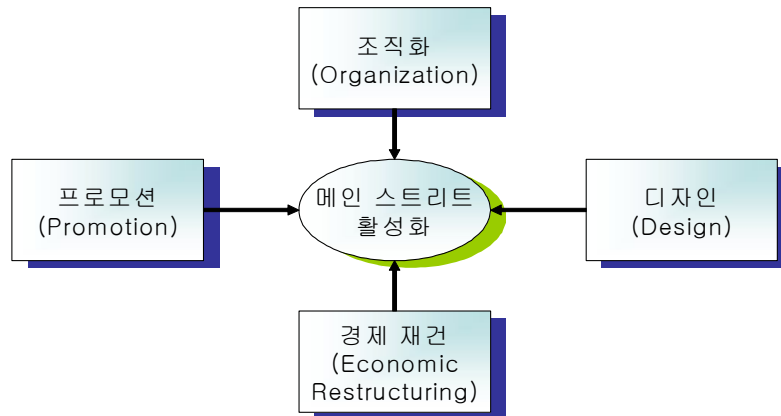 조직화
(Organization)
프로모션
(Promotion)
메인 스트리트
활성화
디자인
(Design)
경제 재건
(Economic
Restructuring)